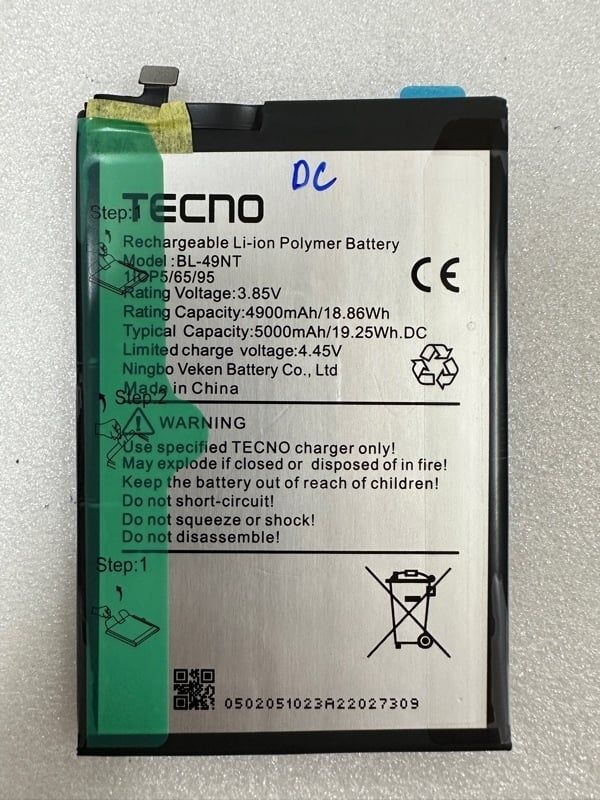 DC
TECNO
Step:1
Rechargeable Li-ion Polymer Battery
Model :BL-49NT
1ICP5/65/95
Rating Voltage:3.85V
Rating Capacity:4900mAh/18.86Wh
Typical Capacity:5000mAh/19.25Wh.DC
Limited charge voltage:4.45V
Ningbo Veken Battery Co., Ltd
Made in China
CE
Step:2
WARNING
Use specified TECNO charger only!
May explode if closed or disposed of in fire!
Keep the battery out of reach of children!
Do not short-circuit!
Do not squeeze or shock!
Do not disassemble!
Step:1
0502051023A22027309